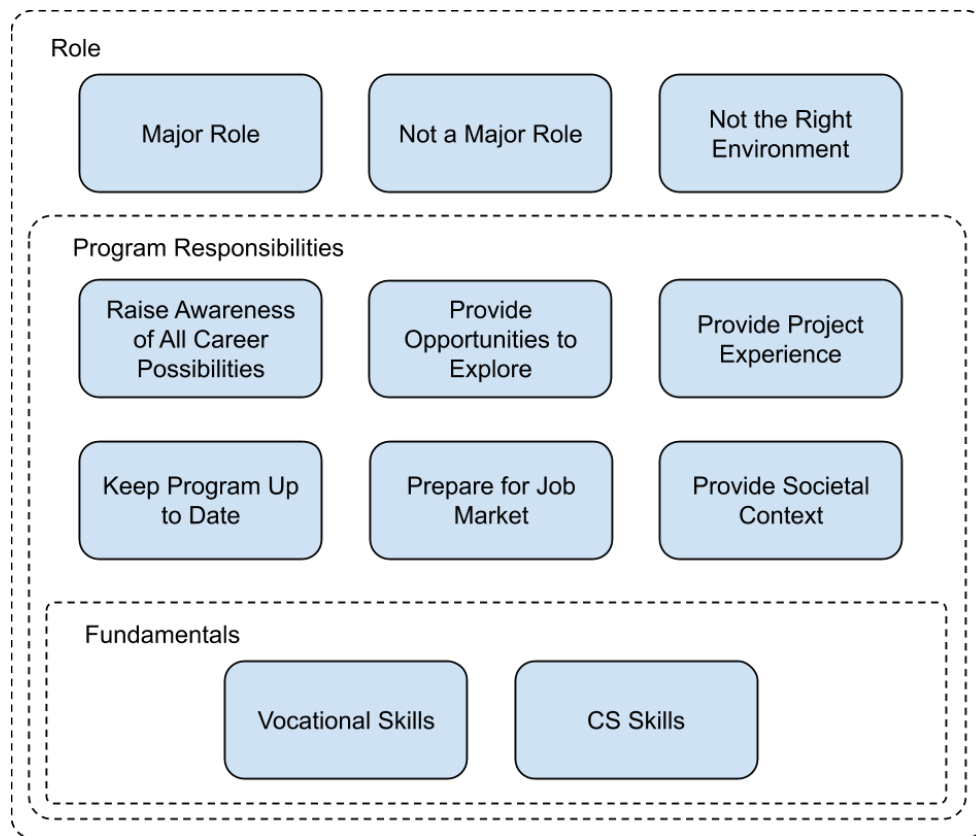 Role
Major Role
Not a Major Role
Not the Right
Environment
Program Responsibilities
Raise Awareness
of All Career
Possibilities
Provide
Opportunities to
Explore
Provide Project
Experience
Keep Program Up
to Date
Prepare for Job
Market
Provide Societal
Context
Fundamentals
Vocational Skills
CS Skills